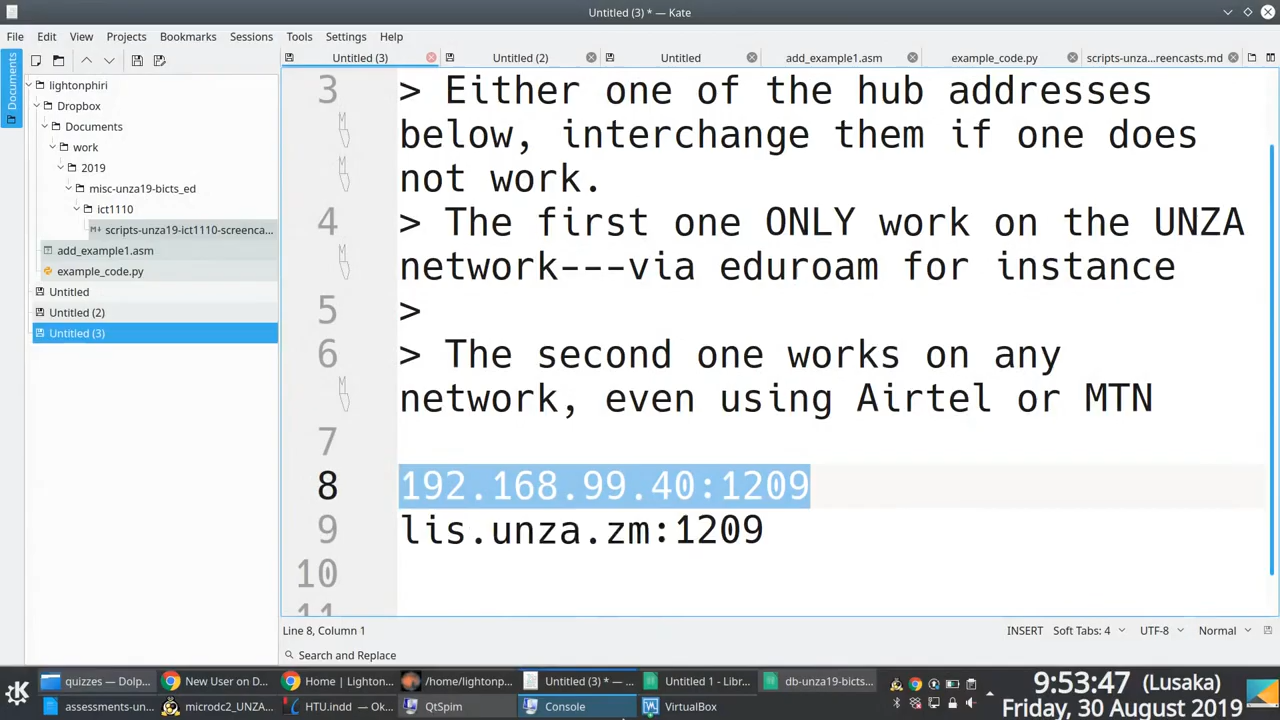 Untitled (3) * — Kate
File Edit View Projects Bookmarks Sessions Tools Settings Help
Documents
Untitled (3) Untitled (2) Untitled add_example1.asm example_code.py scripts-unza...reencasts.md
lightonphiri
Dropbox
Documents
work
2019
misc-unza19-bicts_ed
ict1110
scripts-unza19-ict1110-screenca...
add_example1.asm
example_code.py
Untitled
Untitled (2)
Untitled (3)
3 > Either one of the hub addresses
below, interchange them if one does
not work.
4 > The first one ONLY work on the UNZA
network---via eduroam for instance
5 >
6 > The second one works on any
network, even using Airtel or MTN
7
8 192.168.99.40:1209
9 lis.unza.zm:1209
10
11
Line 8, Column 1 INSERT Soft Tabs: 4 UTF-8 Normal
Search and Replace
quizzes — Dolp... New User on D... Home | Lighton... /home/lightonp... Untitled (3) * — ... Untitled 1 - Libr... db-unza19-bicts...
assessments-un... microdc2_UNZA... HTU.indd — Ok... QtSpim Console VirtualBox
9:53:47 (Lusaka)
Friday, 30 August 2019